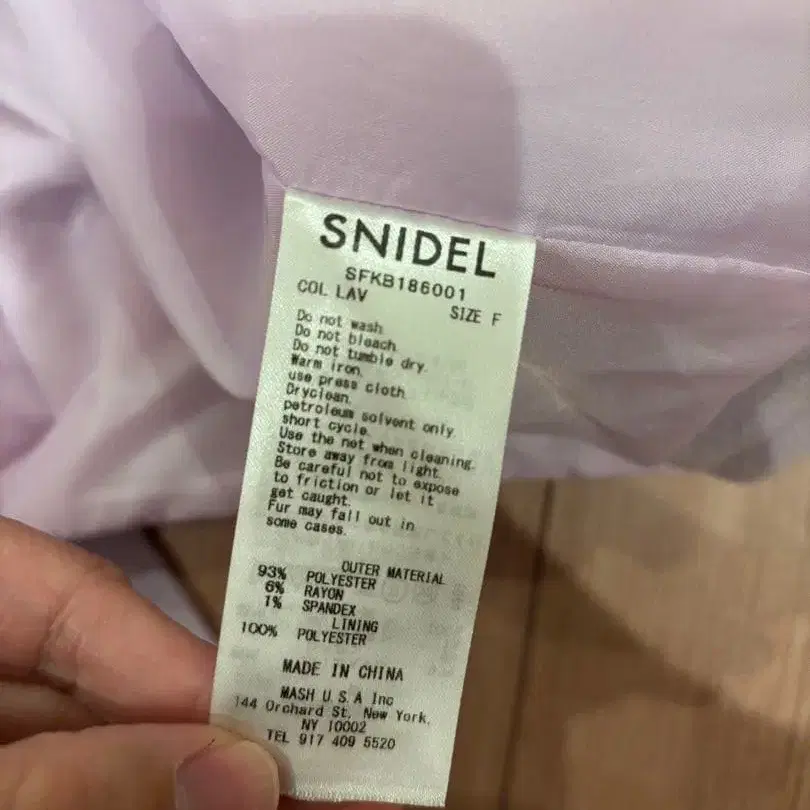 SNIDEL
SFKB186001
COL LAV SIZE F
Do not wash.
Do not bleach.
Do not tumble dry.
Warm iron.
use press cloth.
Dryclean.
petroleum solvent only.
short cycle.
Use the net when cleaning.
Store away from light.
Be careful not to expose
to friction or let it
get caught.
Fur may fall out in
some cases.
OUTER MATERIAL
93% POLYESTER
6% RAYON
1% SPANDEX
LINING
100% POLYESTER
MADE IN CHINA
MASH U.S.A Inc
144 Orchard St, New York,
NY 10002
TEL 917 409 5520